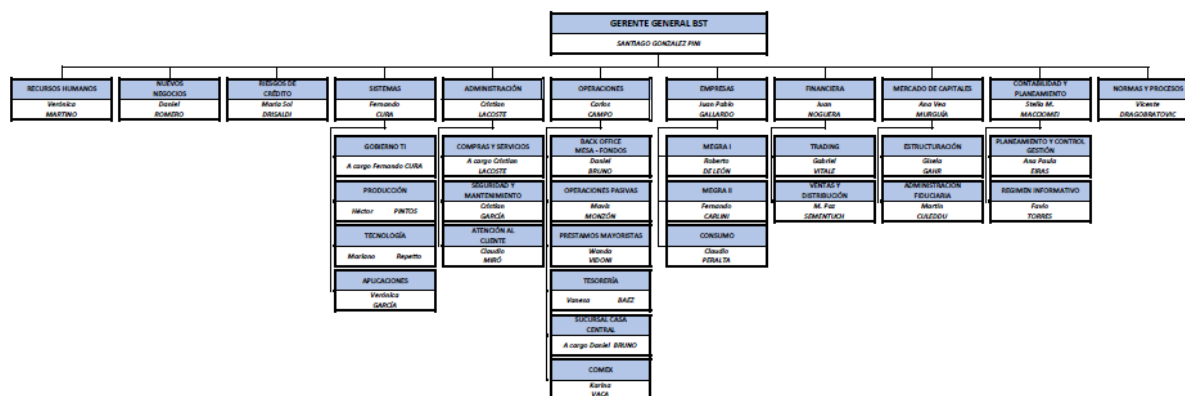 GERENTE GENERAL BST
SANTIAGO GONZALEZ PINI
RECURSOS HUMANOS
Verónica
MARTINO
NUEVOS
NEGOCIOS
Daniel
ROMERO
RIESGOS DE
CRÉDITO
María Sol
DRISALDI
SISTEMAS
Fernando
CURA
ADMINISTRACIÓN
Cristian
LACOSTE
OPERACIONES
Carlos
CAMPO
EMPRESAS
Juan Pablo
GALLARDO
FINANCIERA
Juan
NOGUERA
MERCADO DE CAPITALES
Ana Vea
MURGUÍA
CONTABILIDAD Y
PLANEAMIENTO
Stella M.
MACCIOMEI
NORMAS Y PROCESOS
Vicente
DRAGOBRATOVIC
GOBIERNO TI
A cargo Fernando CURA
PRODUCCIÓN
Héctor PINTOS
TECNOLOGÍA
Mariano Repetto
APLICACIONES
Verónica
GARCÍA
COMPRAS Y SERVICIOS
A cargo Cristian
LACOSTE
SEGURIDAD Y
MANTENIMIENTO
Cristian
GARCÍA
ATENCIÓN AL
CLIENTE
Claudio
MIRÓ
BACK OFFICE
MESA - FONDOS
Daniel
BRUNO
OPERACIONES PASIVAS
Mavis
MONZÓN
PRESTAMOS MAYORISTAS
Wanda
VIDONI
TESORERÍA
Vanesa BAEZ
SUCURSAL CASA
CENTRAL
A cargo Daniel BRUNO
COMEX
Karina
VACA
MEGRA I
Roberto
DE LEÓN
MEGRA II
Fernando
CARLINI
CONSUMO
Claudio
PERALTA
TRADING
Gabriel
VITALE
VENTAS Y
DISTRIBUCIÓN
M. Paz
SEMENTUCH
ESTRUCTURACIÓN
Gisela
GAHR
ADMINISTRACION
FIDUCIARIA
Martín
CULEDDU
PLANEAMIENTO Y CONTROL
GESTIÓN
Ana Paula
EIRAS
REGIMEN INFORMATIVO
Favio
TORRES